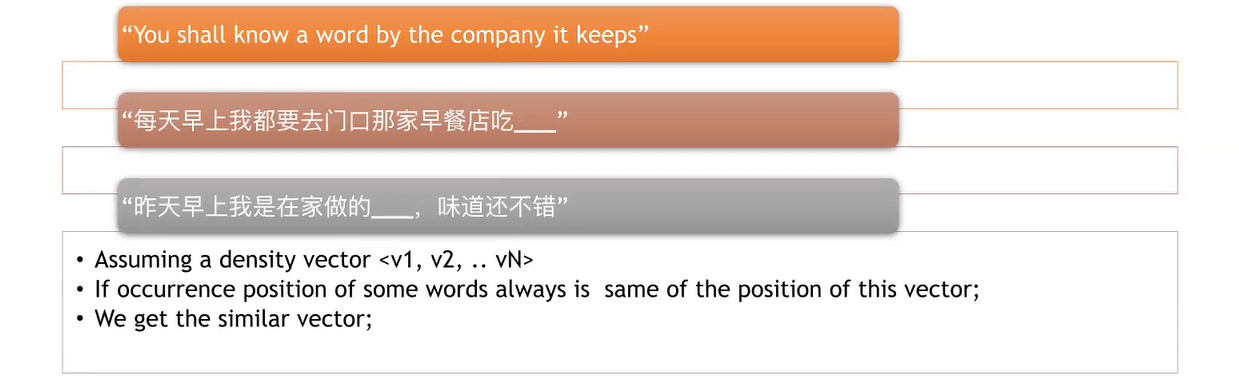 “You shall know a word by the company it keeps”
“每天早上我都要去门口那家早餐店吃____”
“昨天早上我是在家做的____，味道还不错”
• Assuming a density vector <v1, v2, .. vN>
• If occurrence position of some words always is  same of the position of this vector;
• We get the similar vector;